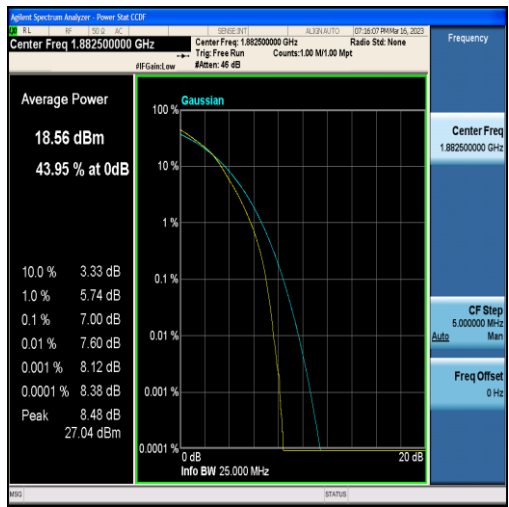 Agilent Spectrum Analyzer - Power Stat CCDF
RL RF 50 Ω AC SENSE:INT ALIGN AUTO 07:16:07 PM Mar 16, 2023
Center Freq 1.882500000 GHz
Center Freq: 1.882500000 GHz Radio Std: None
Trig: Free Run Counts:1.00 M/1.00 Mpt
#IFGain:Low #Atten: 46 dB
Frequency
Average Power
18.56 dBm
43.95 % at 0dB
10.0 % 3.33 dB
1.0 % 5.74 dB
0.1 % 7.00 dB
0.01 % 7.60 dB
0.001 % 8.12 dB
0.0001 % 8.38 dB
Peak 8.48 dB
27.04 dBm
Gaussian
100 %
10 %
1 %
0.1 %
0.01 %
0.001 %
0.0001 %
0 dB 20 dB
Info BW 25.000 MHz
Center Freq
1.882500000 GHz
CF Step
5.000000 MHz
Auto Man
Freq Offset
0 Hz
MSG STATUS